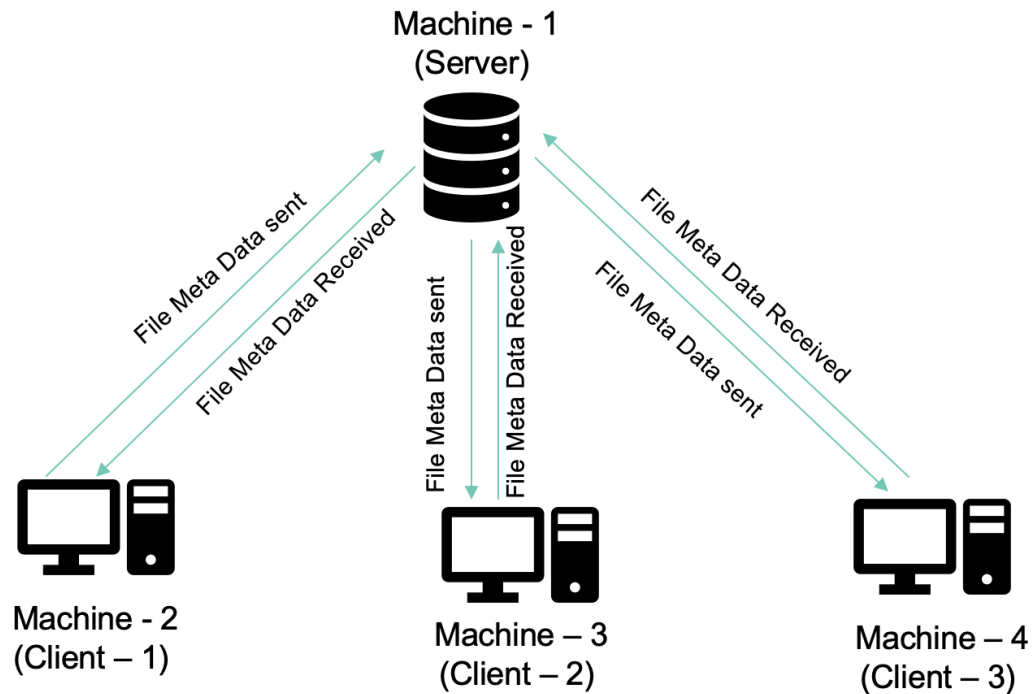 Machine - 1
(Server)
File Meta Data sent
File Meta Data Received
File Meta Data sent
File Meta Data Received
File Meta Data sent
File Meta Data Received
Machine - 2
(Client – 1)
Machine – 3
(Client – 2)
Machine – 4
(Client – 3)